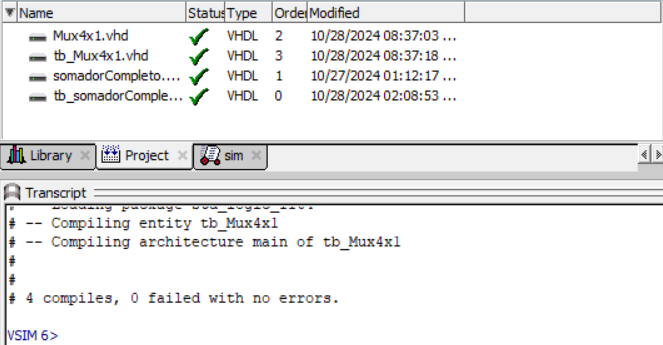 Name Status Type Order Modified
Mux4x1.vhd VHDL 2 10/28/2024 08:37:03 ...
tb_Mux4x1.vhd VHDL 3 10/28/2024 08:37:18 ...
somadorCompleto.... VHDL 1 10/27/2024 01:12:17 ...
tb_somadorComple... VHDL 0 10/28/2024 02:08:53 ...
Library Project sim
Transcript
# -- Loading package std_logic_1164
# -- Compiling entity tb_Mux4x1
# -- Compiling architecture main of tb_Mux4x1
#
#
# 4 compiles, 0 failed with no errors.
VSIM 6>